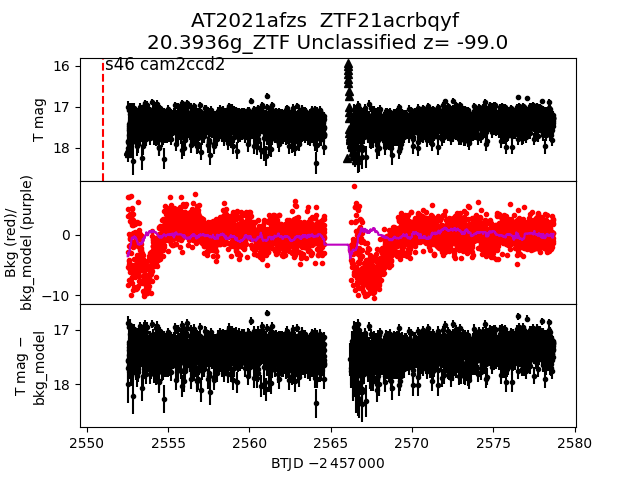 AT2021afzs  ZTF21acrbqyf
20.3936g_ZTF Unclassified z= -99.0
s46 cam2ccd2
T mag
16
17
18
Bkg (red)/
bkg_model (purple)
0
−10
T mag −
bkg_model
17
18
2550 2555 2560 2565 2570 2575 2580
BTJD −2 457 000